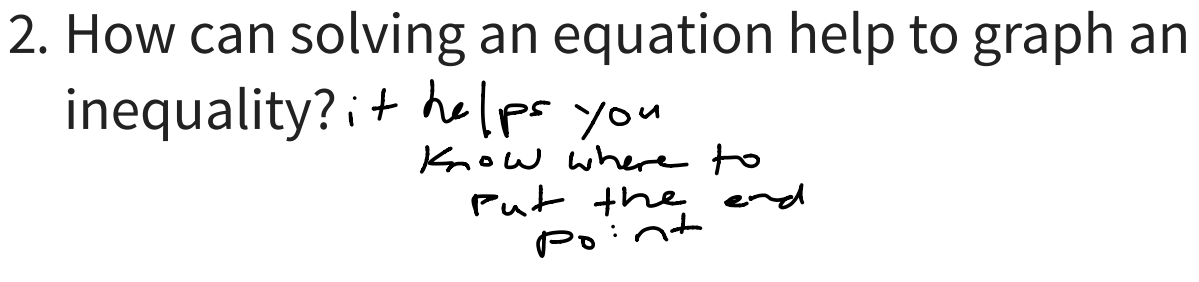 2. How can solving an equation help to graph an
inequality? it helps you
know where to
put the end
point